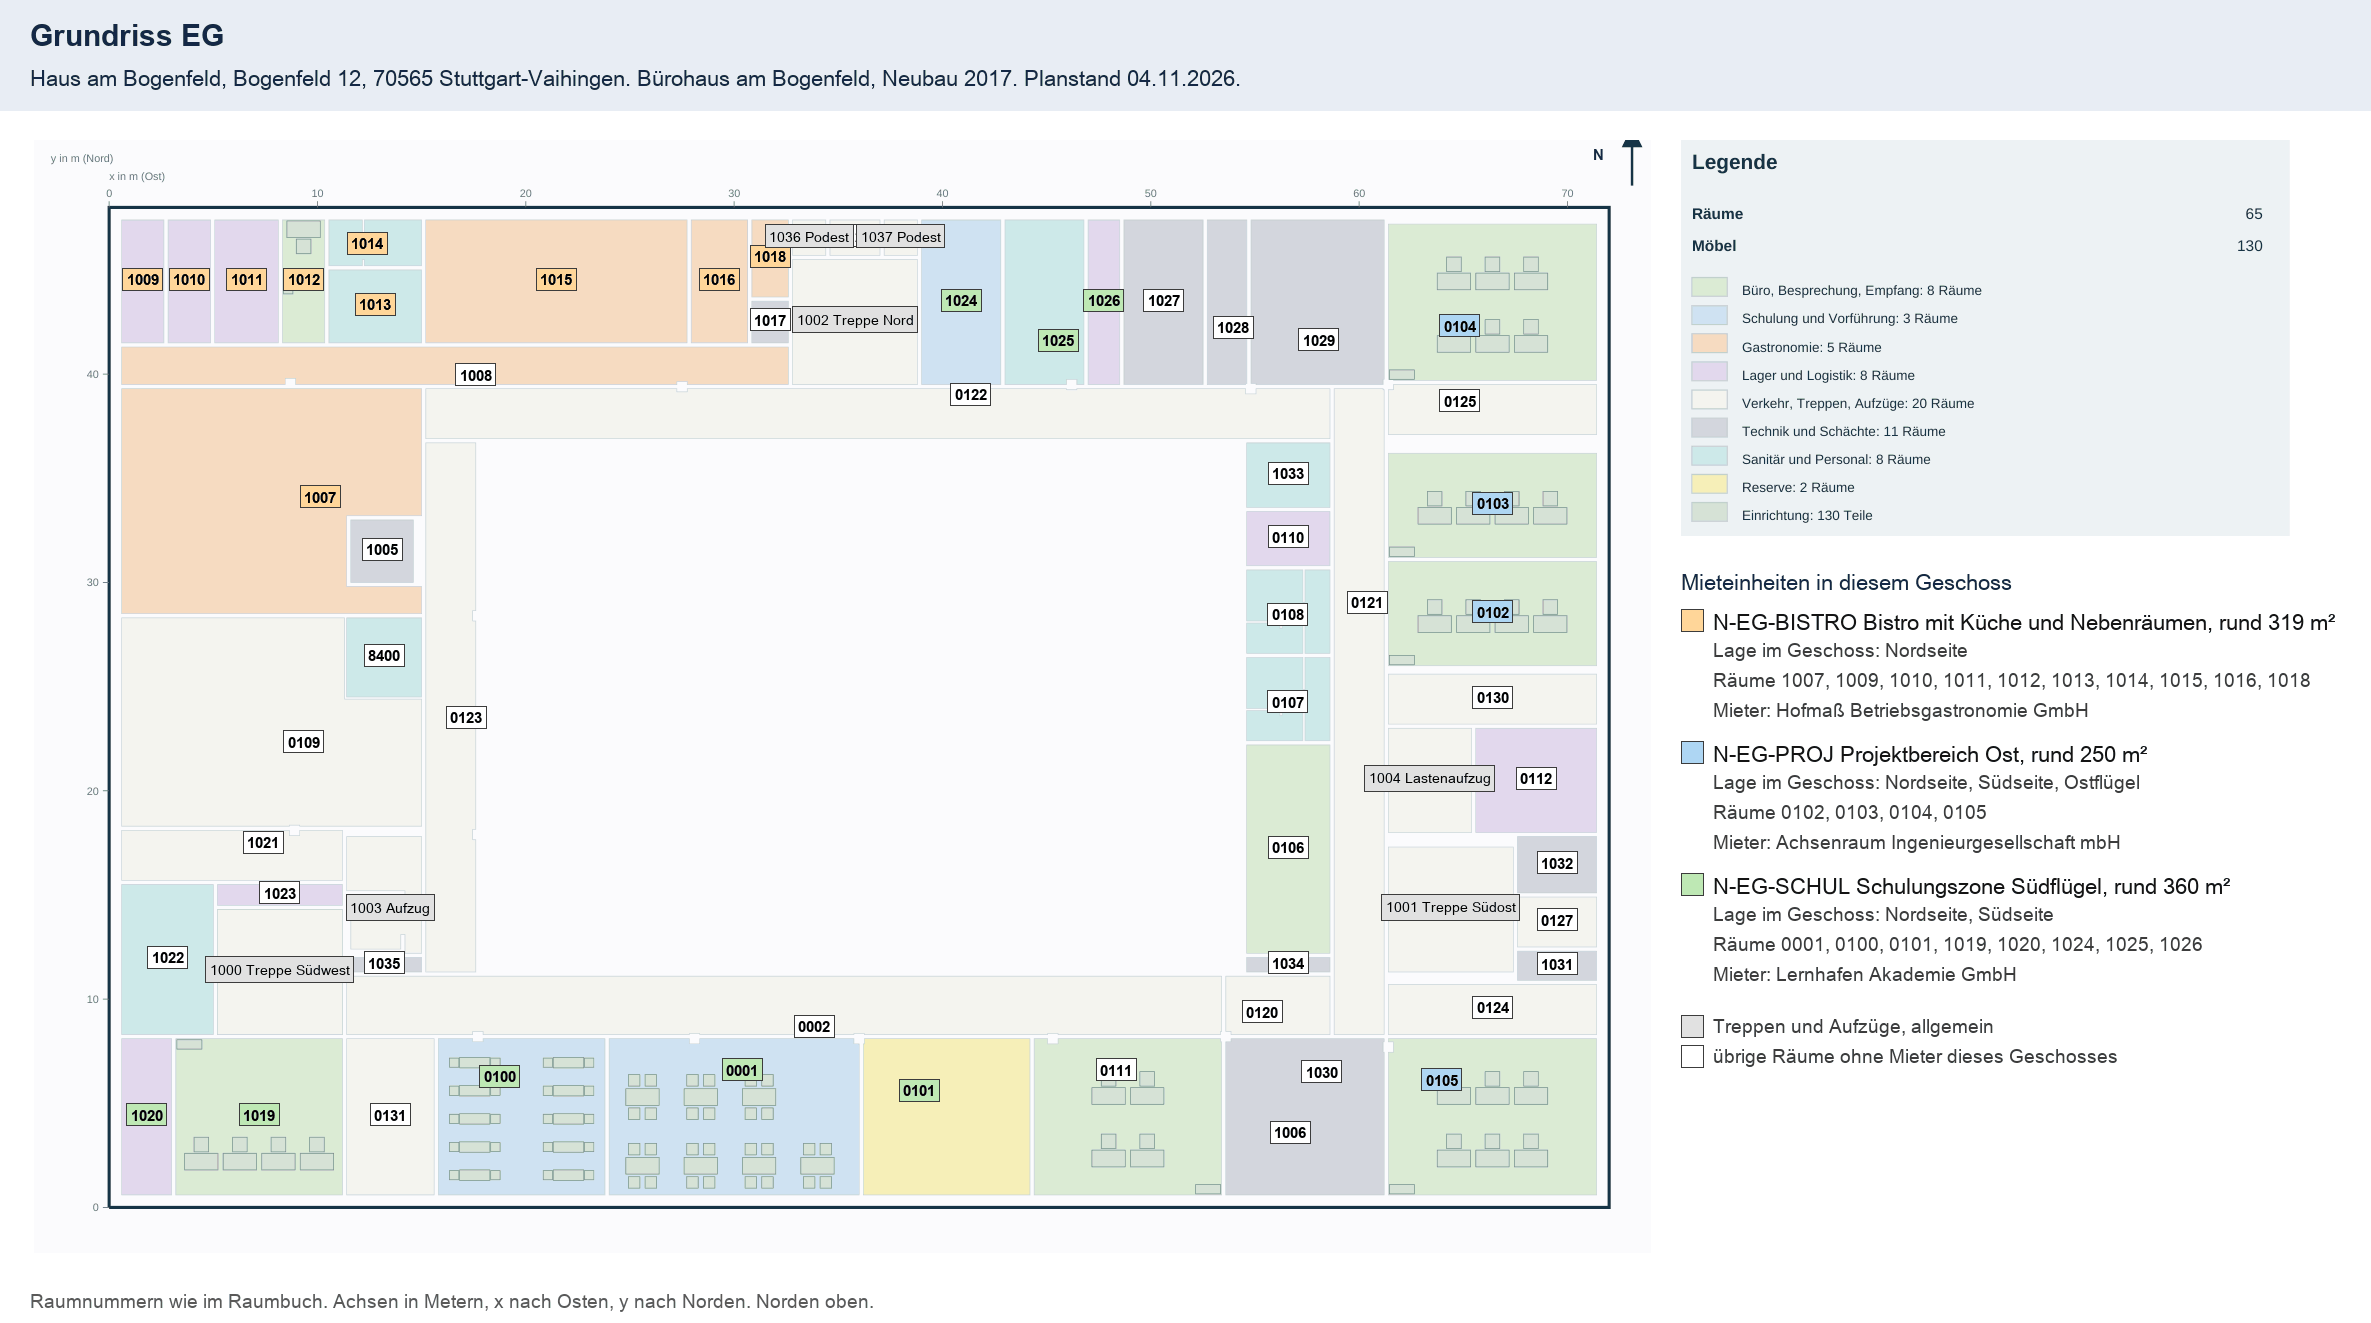 Grundriss EG
Haus am Bogenfeld, Bogenfeld 12, 70565 Stuttgart-Vaihingen. Bürohaus am Bogenfeld, Neubau 2017. Planstand 04.11.2026.
y in m (Nord)
x in m (Ost)
N
0 10 20 30 40 50 60 70
1036 Podest 1037 Podest
1014
1018
1009 1010 1011 1012 1015 1016
1013
1024 1026 1027
1017 1002 Treppe Nord
1028
0104
1025 1029
40
1008
0122
0125
1033
1007
0103
0110
1005
30
0121
0102
0108
8400
0130
0107
0123
0109
20
1004 Lastenaufzug 0112
1021
0106
1032
1023
1003 Aufzug
1001 Treppe Südost
0127
1022
1035
1034
1031
1000 Treppe Südwest
10
0124
0120
0002
0001
0111
1030
0100
0105
0101
1020 1019 0131
1006
0
Legende
Räume 65
Möbel 130
Büro, Besprechung, Empfang: 8 Räume
Schulung und Vorführung: 3 Räume
Gastronomie: 5 Räume
Lager und Logistik: 8 Räume
Verkehr, Treppen, Aufzüge: 20 Räume
Technik und Schächte: 11 Räume
Sanitär und Personal: 8 Räume
Reserve: 2 Räume
Einrichtung: 130 Teile
Mieteinheiten in diesem Geschoss
N-EG-BISTRO Bistro mit Küche und Nebenräumen, rund 319 m²
Lage im Geschoss: Nordseite
Räume 1007, 1009, 1010, 1011, 1012, 1013, 1014, 1015, 1016, 1018
Mieter: Hofmaß Betriebsgastronomie GmbH
N-EG-PROJ Projektbereich Ost, rund 250 m²
Lage im Geschoss: Nordseite, Südseite, Ostflügel
Räume 0102, 0103, 0104, 0105
Mieter: Achsenraum Ingenieurgesellschaft mbH
N-EG-SCHUL Schulungszone Südflügel, rund 360 m²
Lage im Geschoss: Nordseite, Südseite
Räume 0001, 0100, 0101, 1019, 1020, 1024, 1025, 1026
Mieter: Lernhafen Akademie GmbH
Treppen und Aufzüge, allgemein
übrige Räume ohne Mieter dieses Geschosses
Raumnummern wie im Raumbuch. Achsen in Metern, x nach Osten, y nach Norden. Norden oben.